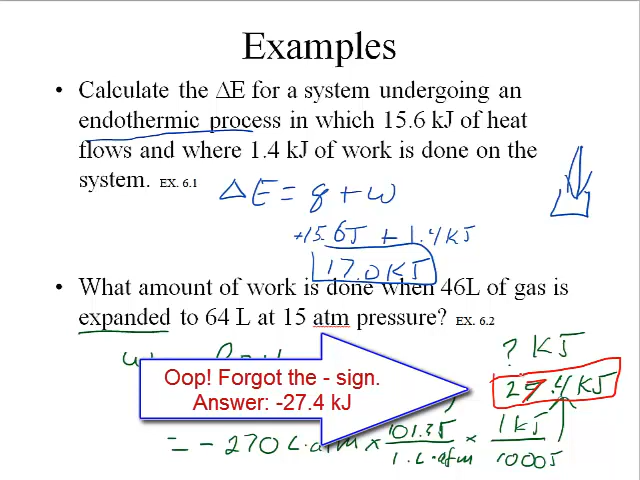 Examples
• Calculate the ΔE for a system undergoing an
endothermic process in which 15.6 kJ of heat
flows and where 1.4 kJ of work is done on the
system. EX. 6.1
ΔE = q + w
+15.6J + 1.4KJ
17.0KJ
• What amount of work is done when 46L of gas is
expanded to 64 L at 15 atm pressure? EX. 6.2
? KJ
Oop! Forgot the - sign.
Answer: -27.4 kJ
27.4 KJ
= - 270 L·atm × 101.3J / 1 L·atm × 1 KJ / 1000J